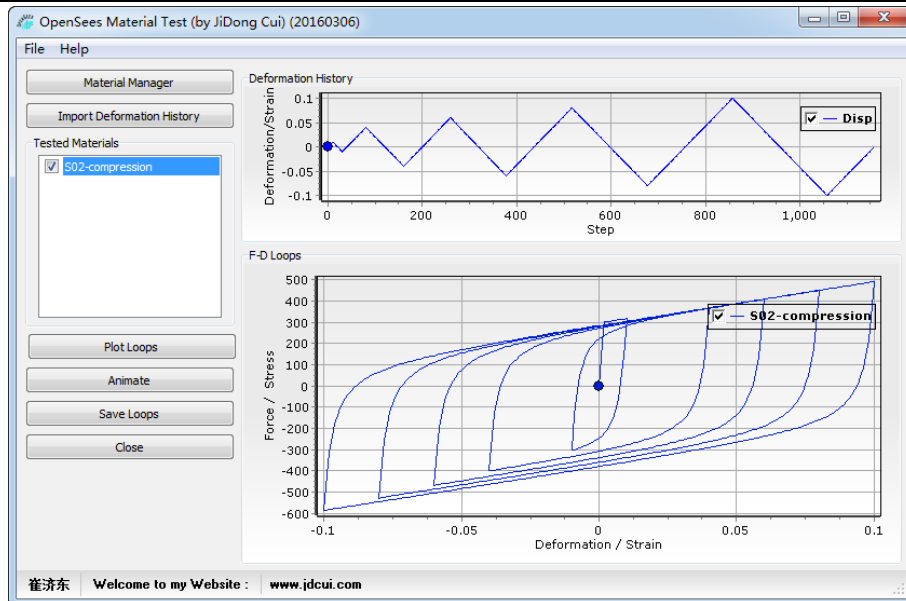 OpenSees Material Test (by JiDong Cui) (20160306)
File Help
Material Manager
Import Deformation History
Tested Materials
S02-compression
Plot Loops
Animate
Save Loops
Close
Deformation History
Deformation/Strain
0.1
0.05
0
-0.05
-0.1
0 200 400 600 800 1,000
Step
Disp
F-D Loops
Force / Stress
500
400
300
200
100
0
-100
-200
-300
-400
-500
-600
-0.1 -0.05 0 0.05 0.1
Deformation / Strain
S02-compression
崔济东 Welcome to my Website : www.jdcui.com